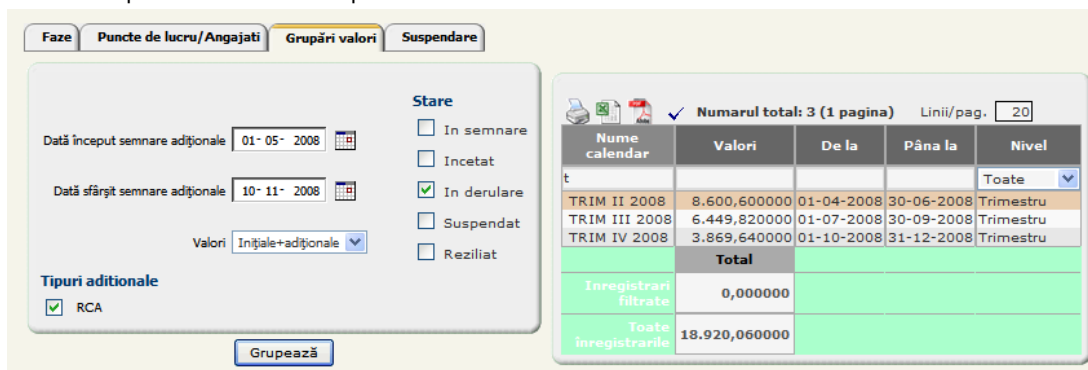 Faze Puncte de lucru/Angajati Grupări valori Suspendare
Stare
In semnare
Dată început semnare adiționale 01- 05- 2008
Incetat
Dată sfârșit semnare adiționale 10- 11- 2008
In derulare
Suspendat
Valori Inițiale+adiționale
Reziliat
Tipuri aditionale
RCA
Grupează
Numarul total: 3 (1 pagina) Linii/pag. 20
Nume calendar Valori De la Pâna la Nivel
t Toate
TRIM II 2008 8.600,600000 01-04-2008 30-06-2008 Trimestru
TRIM III 2008 6.449,820000 01-07-2008 30-09-2008 Trimestru
TRIM IV 2008 3.869,640000 01-10-2008 31-12-2008 Trimestru
Total
Inregistrari filtrate 0,000000
Toate inregistrarile 18.920,060000